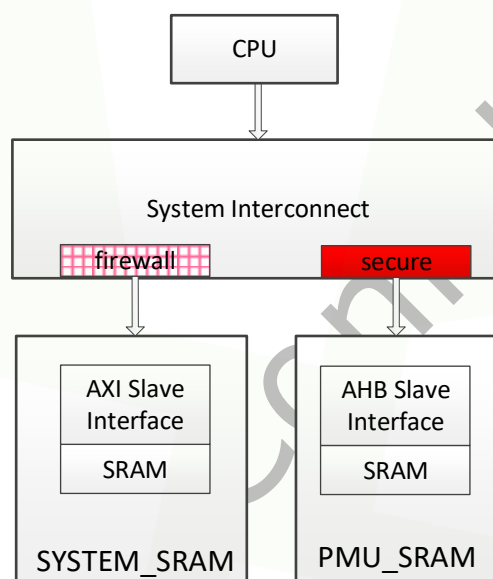 CPU
System Interconnect
firewall
secure
AXI Slave
Interface
SRAM
SYSTEM_SRAM
AHB Slave
Interface
SRAM
PMU_SRAM